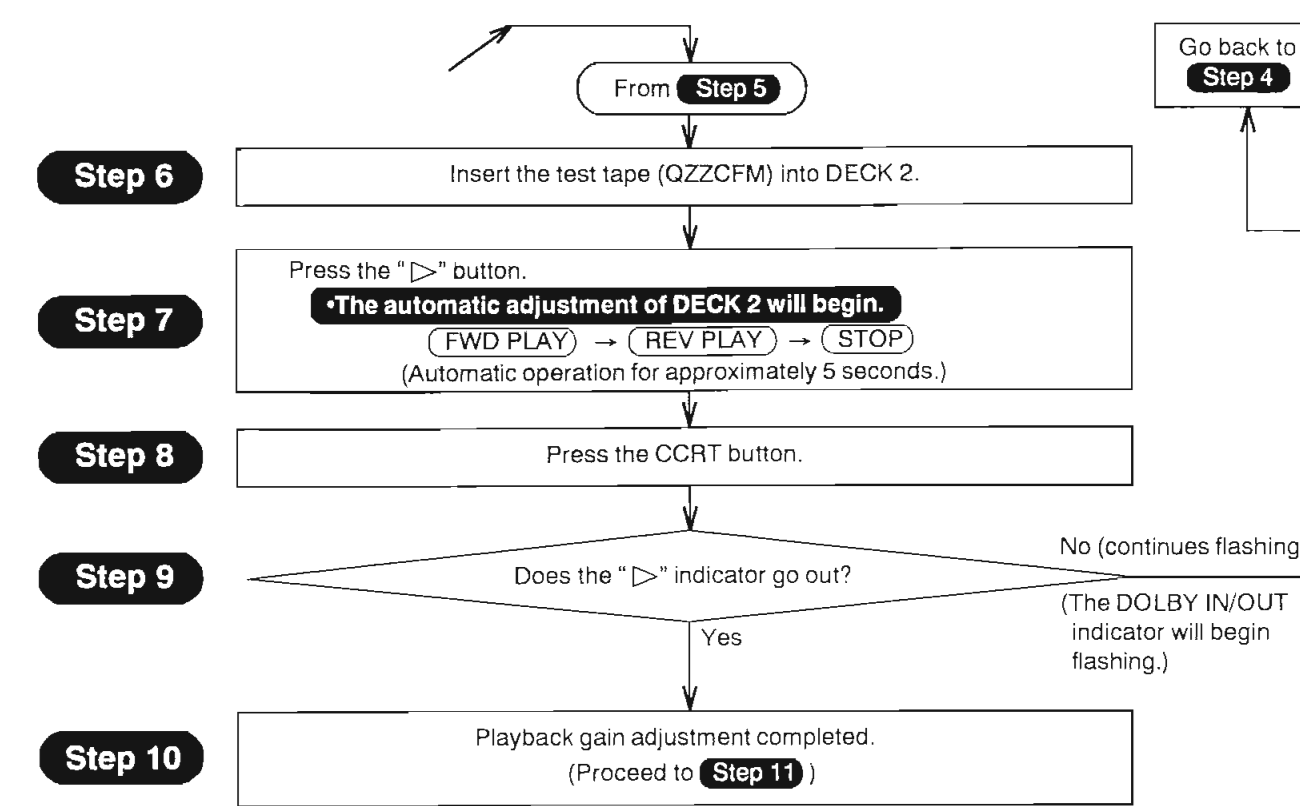 Go back to
Step 4
From Step 5
Step 6
Insert the test tape (QZZCFM) into DECK 2.
Step 7
Press the “ ▷” button.
•The automatic adjustment of DECK 2 will begin.
FWD PLAY → REV PLAY → STOP
(Automatic operation for approximately 5 seconds.)
Step 8
Press the CCRT button.
Step 9
Does the “ ▷” indicator go out?
No (continues flashing
(The DOLBY IN/OUT
indicator will begin
flashing.)
Yes
Step 10
Playback gain adjustment completed.
(Proceed to Step 11 )